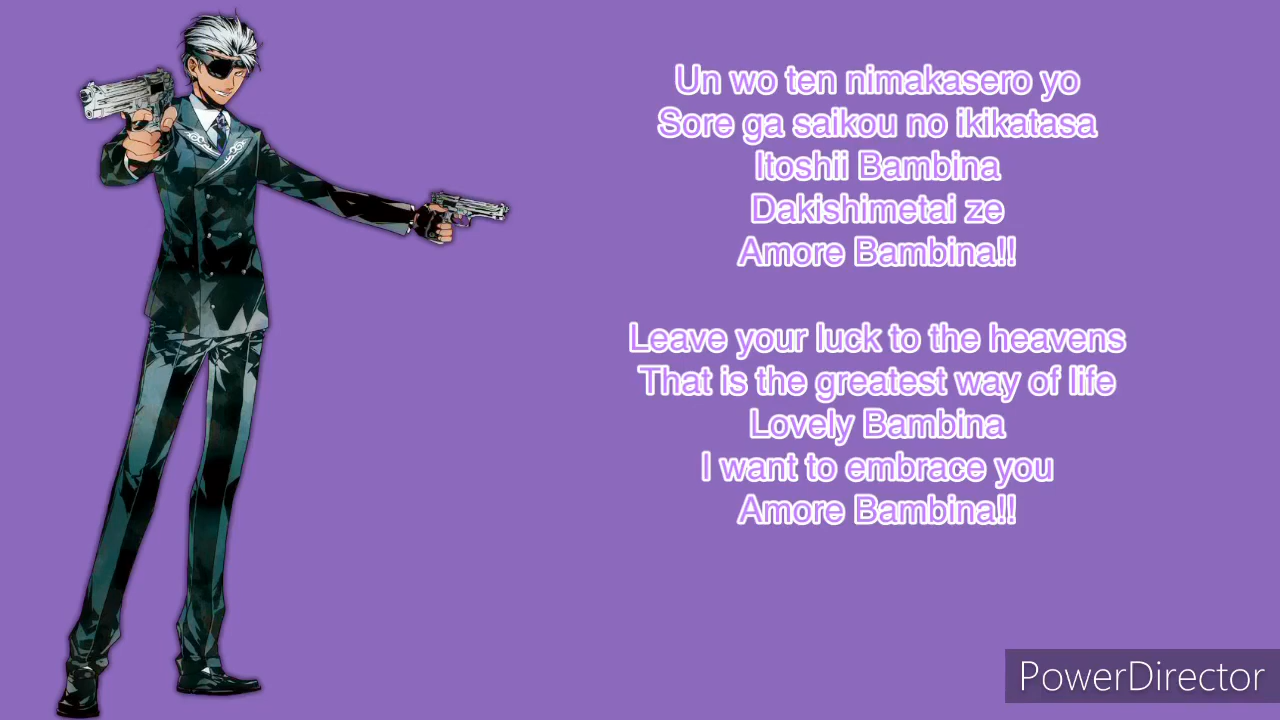 Un wo ten nimakasero yo
Sore ga saikou no ikikatasa
Itoshii Bambina
Dakishimetai ze
Amore Bambina!!
Leave your luck to the heavens
That is the greatest way of life
Lovely Bambina
I want to embrace you
Amore Bambina!!
PowerDirector